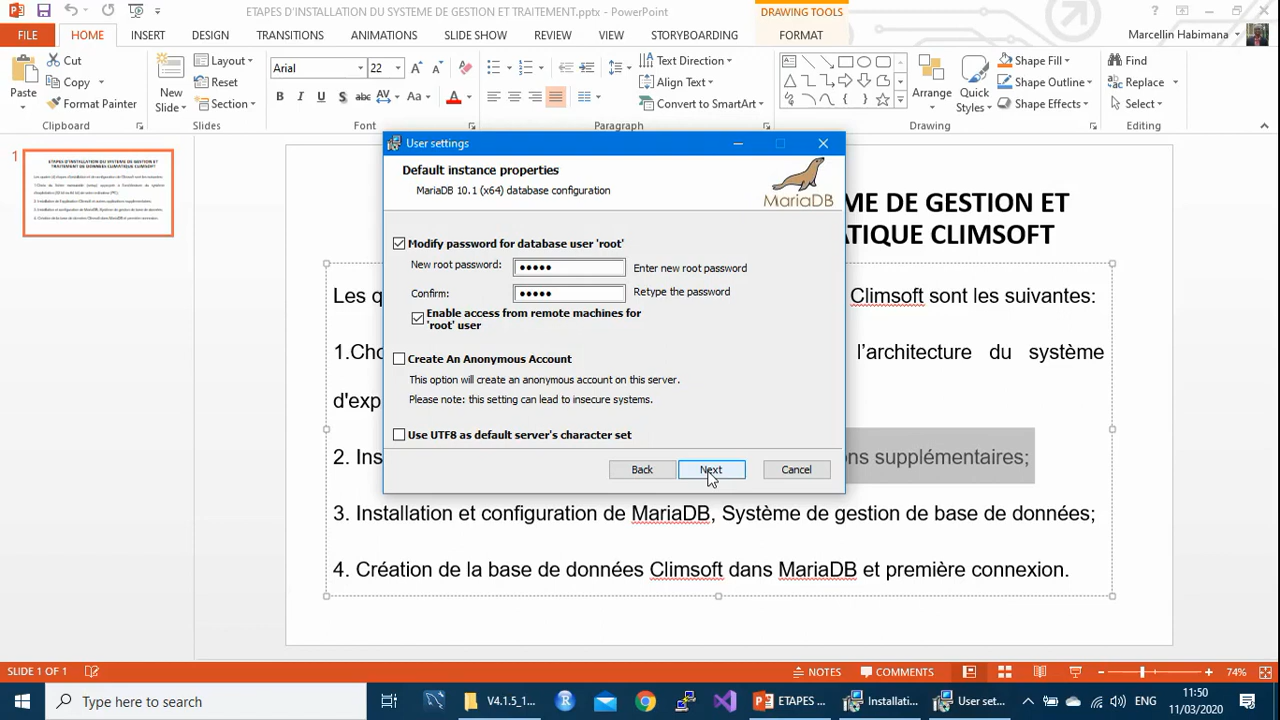 ETAPES D'INSTALLATION DU SYSTEME DE GESTION ET TRAITEMENT.pptx - PowerPoint
DRAWING TOOLS
FILE HOME INSERT DESIGN TRANSITIONS ANIMATIONS SLIDE SHOW REVIEW VIEW STORYBOARDING FORMAT
Marcellin Habimana
Paste
Cut
Copy
Format Painter
Clipboard
New Slide
Layout
Reset
Section
Slides
Arial 22
Font
Text Direction
Align Text
Convert to SmartArt
Paragraph
Arrange
Quick Styles
Shape Fill
Shape Outline
Shape Effects
Drawing
Find
Replace
Select
Editing
1
User settings
Default instance properties
MariaDB 10.1 (x64) database configuration
MariaDB
Modify password for database user 'root'
New root password: Enter new root password
Confirm: Retype the password
Enable access from remote machines for
'root' user
Create An Anonymous Account
This option will create an anonymous account on this server.
Please note: this setting can lead to insecure systems.
Use UTF8 as default server's character set
Back Next Cancel
ME DE GESTION ET
ATIQUE CLIMSOFT
Les q Climsoft sont les suivantes:
1.Cho l'architecture du système
d'exp
2. Ins ons supplémentaires;
3. Installation et configuration de MariaDB, Système de gestion de base de données;
4. Création de la base de données Climsoft dans MariaDB et première connexion.
SLIDE 1 OF 1
NOTES COMMENTS 74%
Type here to search
V4.1.5_1... ETAPES ... Installati... User set...
ENG
11:50
11/03/2020